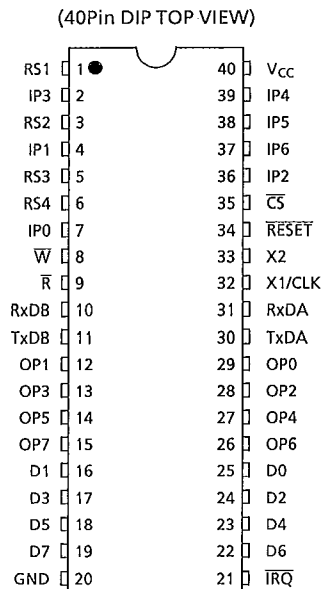 (40Pin DIP TOP VIEW)
RS1 1 40 VCC
IP3 2 39 IP4
RS2 3 38 IP5
IP1 4 37 IP6
RS3 5 36 IP2
RS4 6 35 C̅S̅
IP0 7 34 R̅E̅S̅E̅T̅
W̅ 8 33 X2
R̅ 9 32 X1/CLK
RxDB 10 31 RxDA
TxDB 11 30 TxDA
OP1 12 29 OP0
OP3 13 28 OP2
OP5 14 27 OP4
OP7 15 26 OP6
D1 16 25 D0
D3 17 24 D2
D5 18 23 D4
D7 19 22 D6
GND 20 21 I̅R̅Q̅